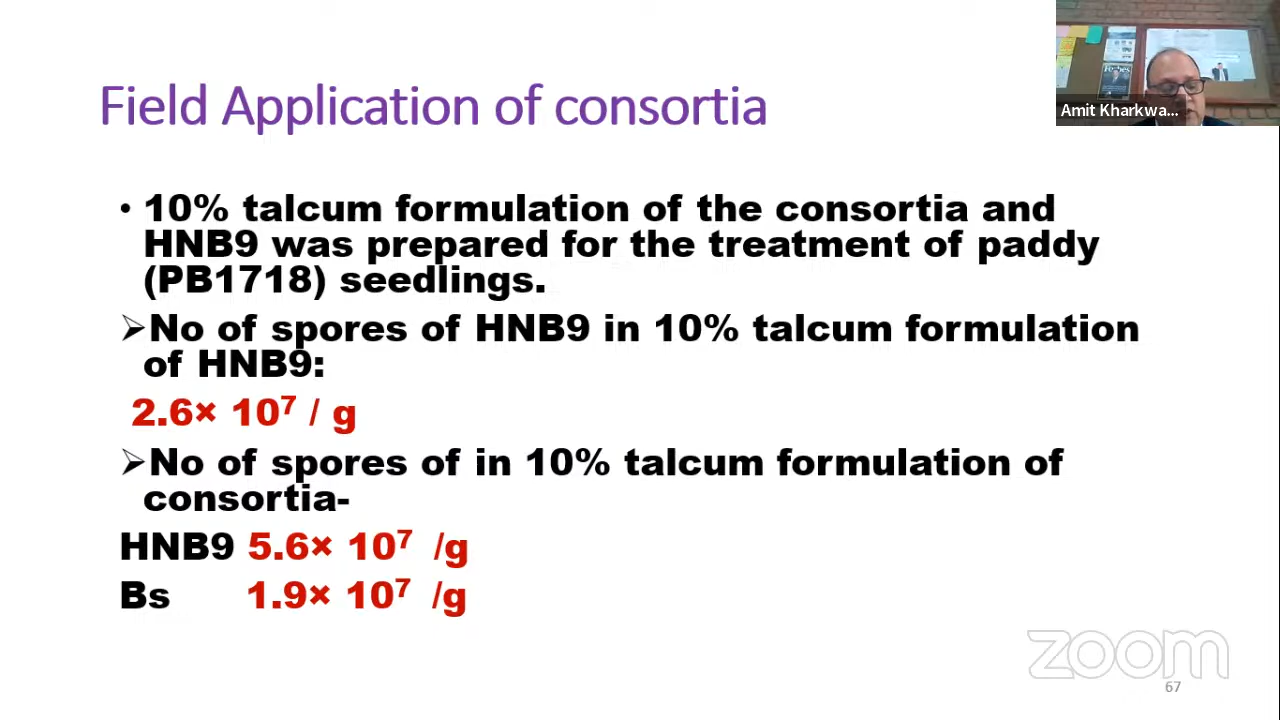 Field Application of consortia
• 10% talcum formulation of the consortia and
HNB9 was prepared for the treatment of paddy
(PB1718) seedlings.
➢No of spores of HNB9 in 10% talcum formulation
of HNB9:
2.6× 10⁷ / g
➢No of spores of in 10% talcum formulation of
consortia-
HNB9 5.6× 10⁷ /g
Bs 1.9× 10⁷ /g
Forbes
Amit Kharkwa...
zoom
67